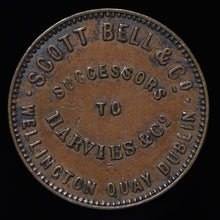 SCOTT BELL & Co
SUCCESSORS
TO
HARVIES & Co
WELLINGTON QUAY DUBLIN